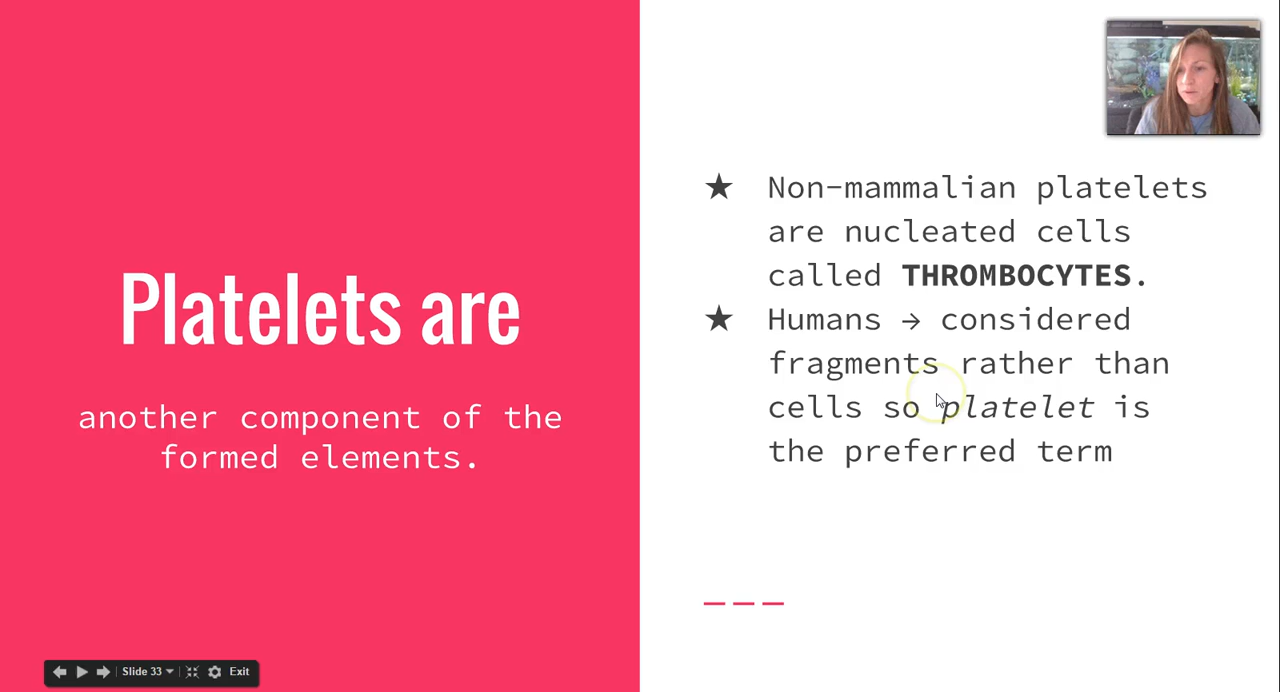 Platelets are
another component of the
formed elements.
★ Non-mammalian platelets
are nucleated cells
called THROMBOCYTES.
★ Humans → considered
fragments rather than
cells so platelet is
the preferred term
Slide 33
Exit